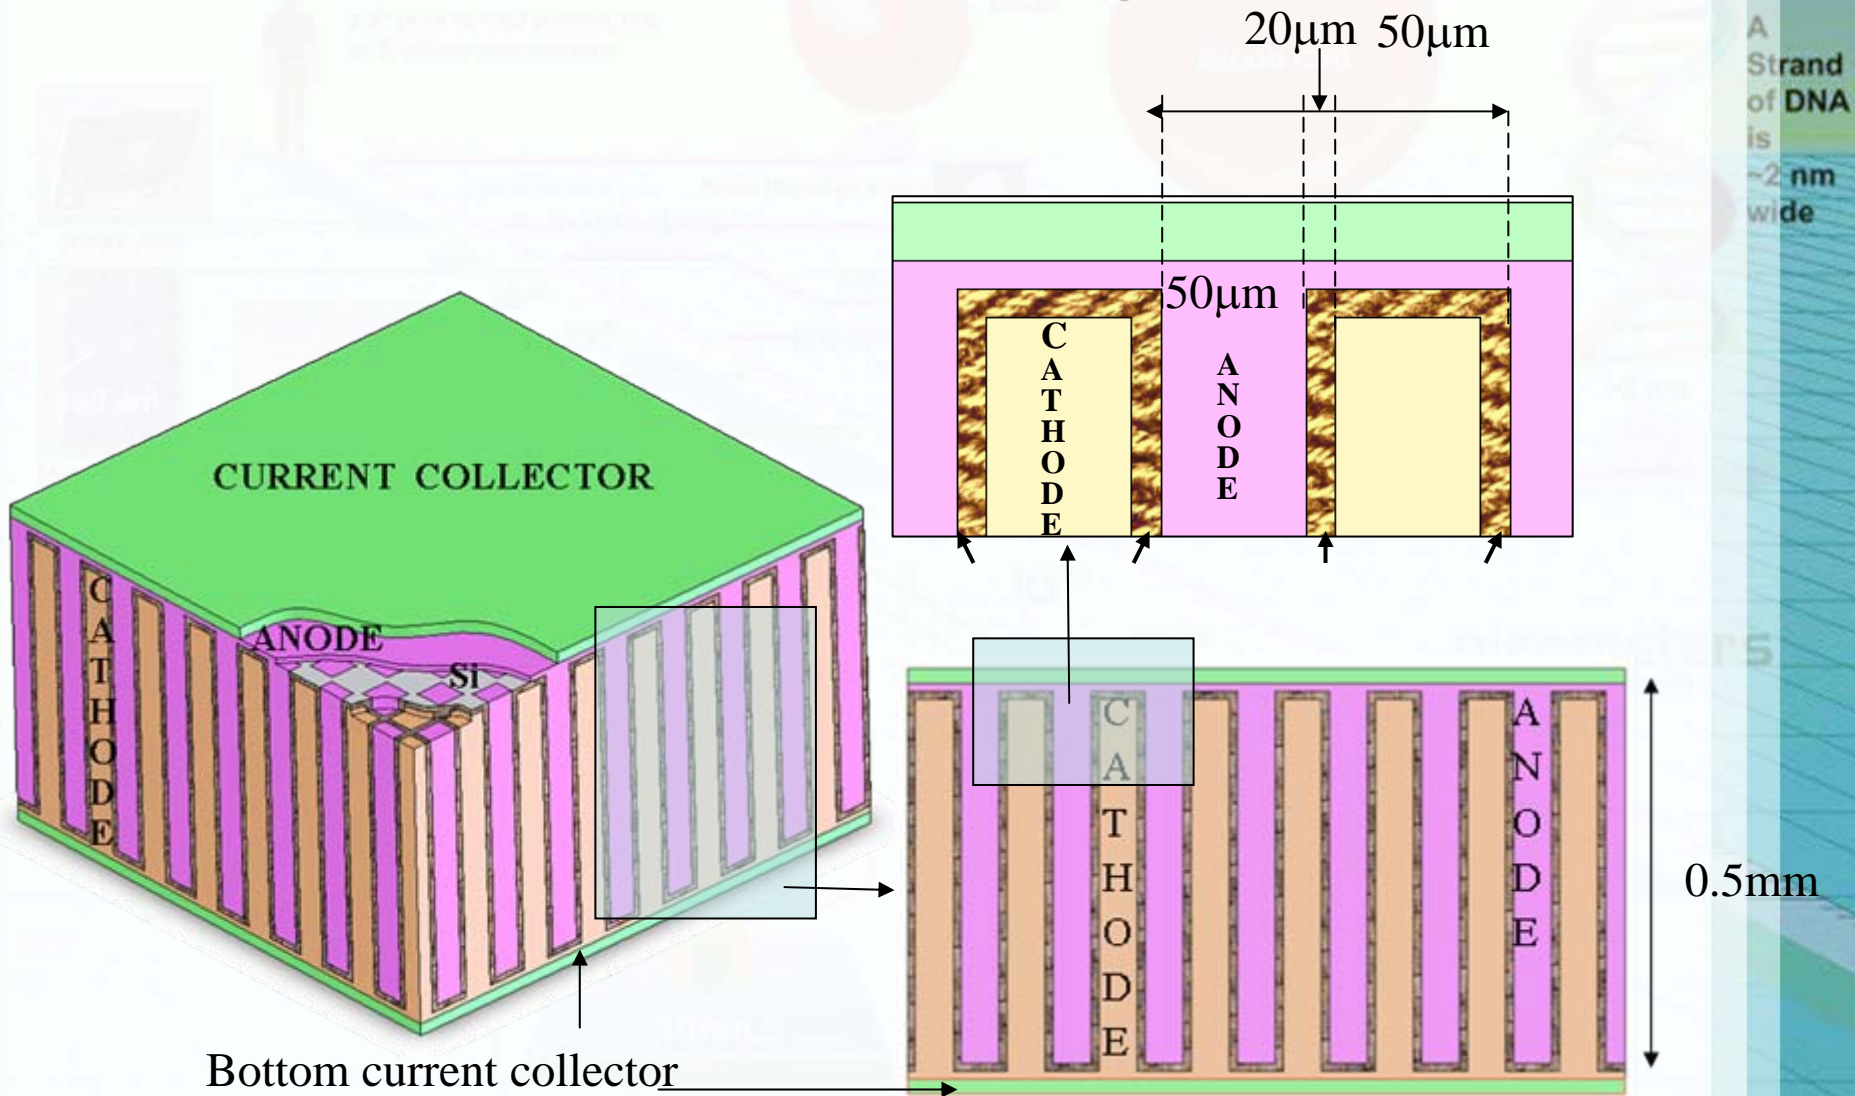 20μm 50μm
A
Strand
of DNA
is
~2 nm
wide
50μm
CATHODE
ANODE
CURRENT COLLECTOR
CATHODE
ANODE
Si
CATHODE
ANODE
0.5mm
Bottom current collector